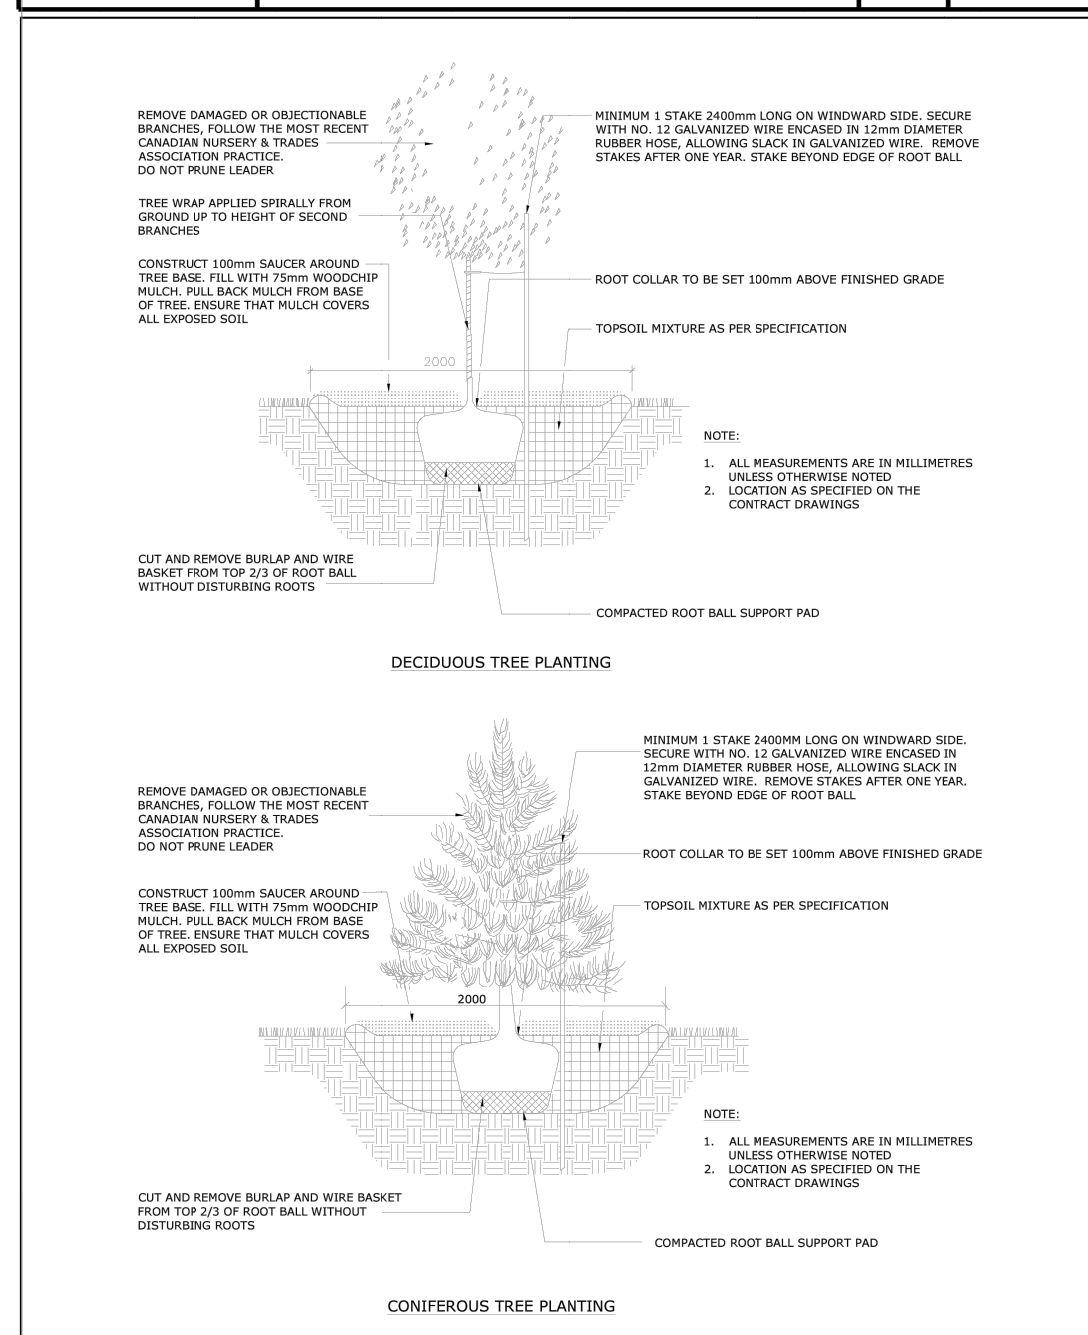 REMOVE DAMAGED OR OBJECTIONABLE
BRANCHES, FOLLOW THE MOST RECENT
CANADIAN NURSERY & TRADES
ASSOCIATION PRACTICE.
DO NOT PRUNE LEADER
TREE WRAP APPLIED SPIRALLY FROM
GROUND UP TO HEIGHT OF SECOND
BRANCHES
CONSTRUCT 100mm SAUCER AROUND
TREE BASE. FILL WITH 75mm WOODCHIP
MULCH. PULL BACK MULCH FROM BASE
OF TREE. ENSURE THAT MULCH COVERS
ALL EXPOSED SOIL
MINIMUM 1 STAKE 2400mm LONG ON WINDWARD SIDE. SECURE
WITH NO. 12 GALVANIZED WIRE ENCASED IN 12mm DIAMETER
RUBBER HOSE, ALLOWING SLACK IN GALVANIZED WIRE. REMOVE
STAKES AFTER ONE YEAR. STAKE BEYOND EDGE OF ROOT BALL
ROOT COLLAR TO BE SET 100mm ABOVE FINISHED GRADE
TOPSOIL MIXTURE AS PER SPECIFICATION
2000
NOTE:
1. ALL MEASUREMENTS ARE IN MILLIMETRES
UNLESS OTHERWISE NOTED
2. LOCATION AS SPECIFIED ON THE
CONTRACT DRAWINGS
CUT AND REMOVE BURLAP AND WIRE
BASKET FROM TOP 2/3 OF ROOT BALL
WITHOUT DISTURBING ROOTS
COMPACTED ROOT BALL SUPPORT PAD
DECIDUOUS TREE PLANTING
MINIMUM 1 STAKE 2400MM LONG ON WINDWARD SIDE.
SECURE WITH NO. 12 GALVANIZED WIRE ENCASED IN
12mm DIAMETER RUBBER HOSE, ALLOWING SLACK IN
GALVANIZED WIRE. REMOVE STAKES AFTER ONE YEAR.
STAKE BEYOND EDGE OF ROOT BALL
REMOVE DAMAGED OR OBJECTIONABLE
BRANCHES, FOLLOW THE MOST RECENT
CANADIAN NURSERY & TRADES
ASSOCIATION PRACTICE.
DO NOT PRUNE LEADER
ROOT COLLAR TO BE SET 100mm ABOVE FINISHED GRADE
CONSTRUCT 100mm SAUCER AROUND
TREE BASE. FILL WITH 75mm WOODCHIP
MULCH. PULL BACK MULCH FROM BASE
OF TREE. ENSURE THAT MULCH COVERS
ALL EXPOSED SOIL
TOPSOIL MIXTURE AS PER SPECIFICATION
2000
NOTE:
1. ALL MEASUREMENTS ARE IN MILLIMETRES
UNLESS OTHERWISE NOTED
2. LOCATION AS SPECIFIED ON THE
CONTRACT DRAWINGS
CUT AND REMOVE BURLAP AND WIRE BASKET
FROM TOP 2/3 OF ROOT BALL WITHOUT
DISTURBING ROOTS
COMPACTED ROOT BALL SUPPORT PAD
CONIFEROUS TREE PLANTING